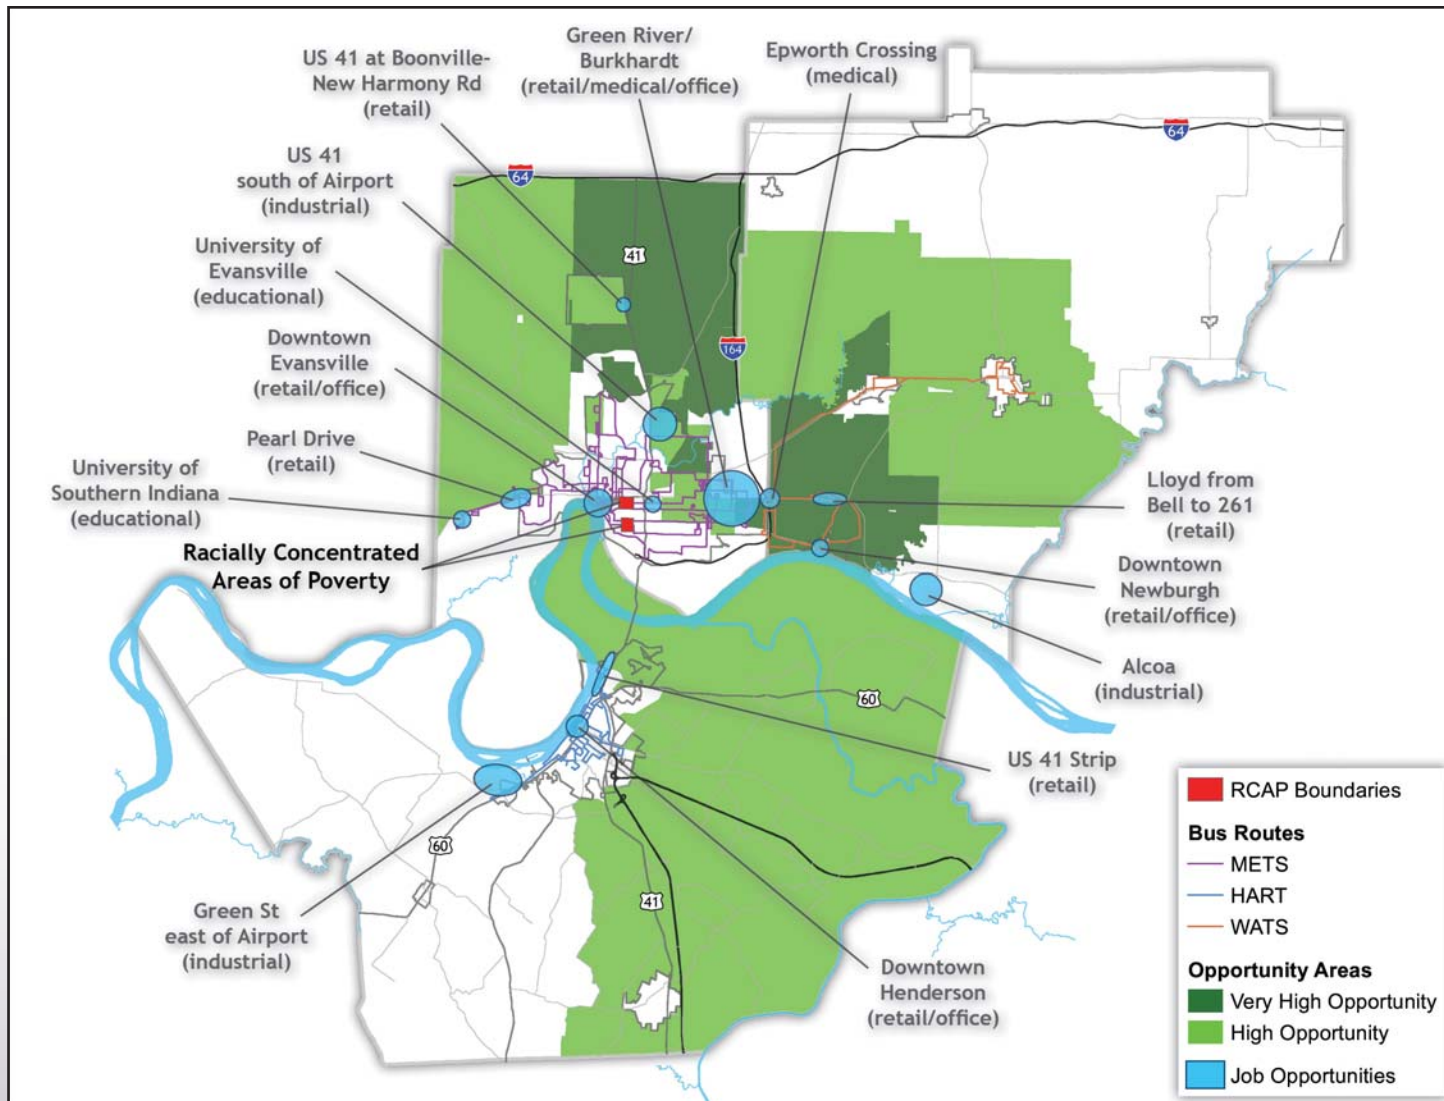 US 41 at Boonville-
New Harmony Rd
(retail)
Green River/
Burkhardt
(retail/medical/office)
Epworth Crossing
(medical)
US 41
south of Airport
(industrial)
University of
Evansville
(educational)
Downtown
Evansville
(retail/office)
Pearl Drive
(retail)
University of
Southern Indiana
(educational)
Racially Concentrated
Areas of Poverty
64
64
41
164
Lloyd from
Bell to 261
(retail)
Downtown
Newburgh
(retail/office)
Alcoa
(industrial)
60
US 41 Strip
(retail)
60
41
Green St
east of Airport
(industrial)
Downtown
Henderson
(retail/office)
RCAP Boundaries
Bus Routes
METS
HART
WATS
Opportunity Areas
Very High Opportunity
High Opportunity
Job Opportunities